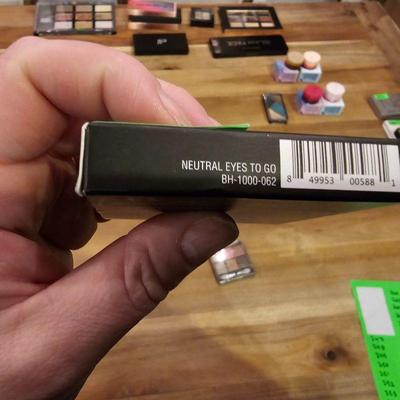 NEUTRAL EYES TO GO
BH-1000-062
8 49953 00588 1